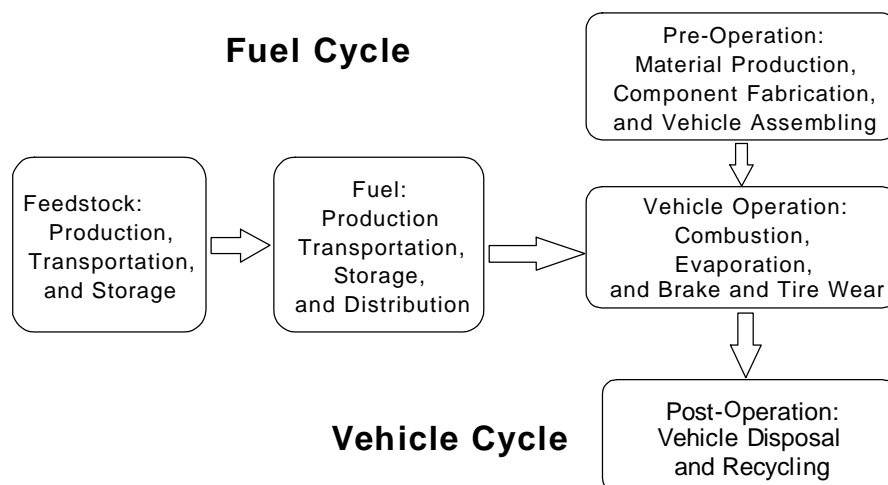 Fuel Cycle
Pre-Operation:
Material Production,
Component Fabrication,
and Vehicle Assembling
Feedstock:
Production,
Transportation,
and Storage
Fuel:
Production
Transportation,
Storage,
and Distribution
Vehicle Operation:
Combustion,
Evaporation,
and Brake and Tire Wear
Vehicle Cycle
Post-Operation:
Vehicle Disposal
and Recycling